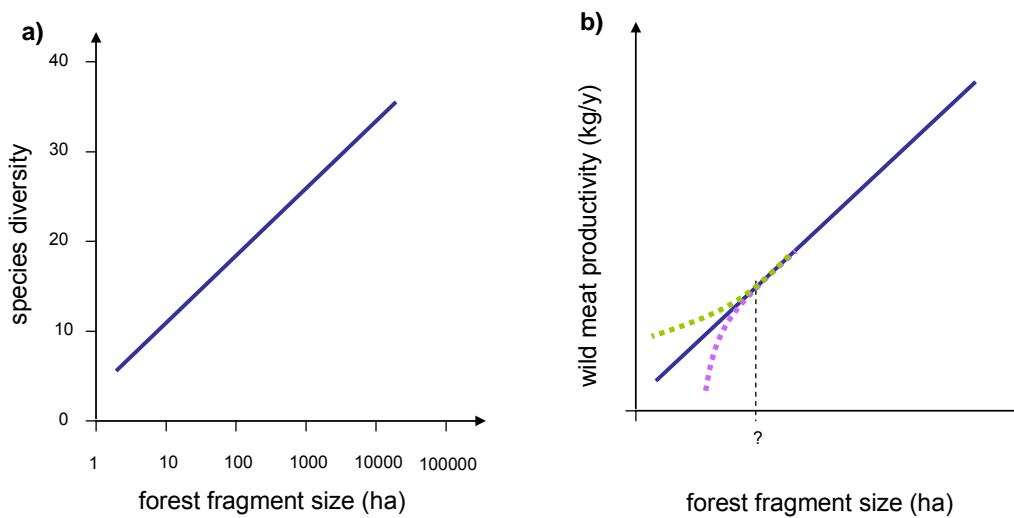 a)
species diversity
40
30
20
10
0
1 10 100 1000 10000 100000
forest fragment size (ha)
b)
wild meat productivity (kg/y)
?
forest fragment size (ha)